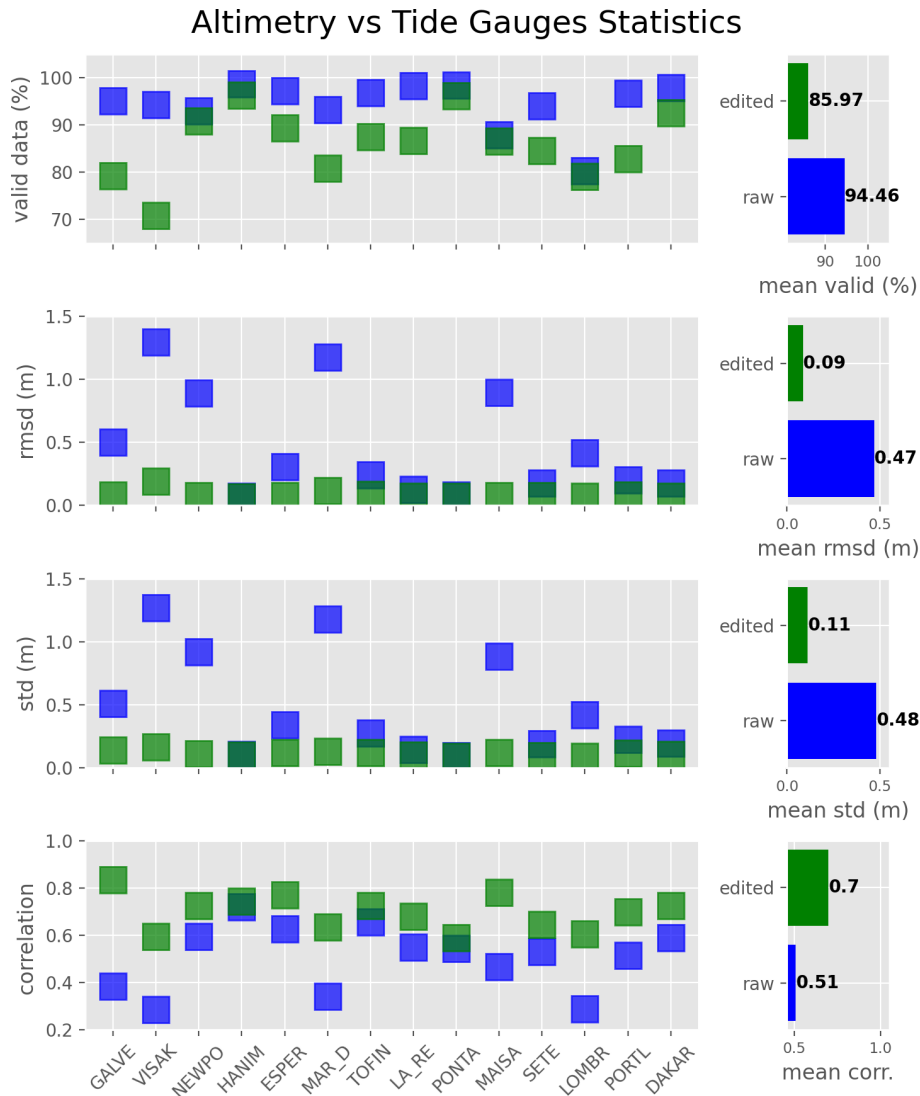 Altimetry vs Tide Gauges Statistics
valid data (%)
100
90
80
70
edited
raw
85.97
94.46
90 100
mean valid (%)
rmsd (m)
1.5
1.0
0.5
0.0
edited
raw
0.09
0.47
0.0 0.5
mean rmsd (m)
std (m)
1.5
1.0
0.5
0.0
edited
raw
0.11
0.48
0.0 0.5
mean std (m)
correlation
1.0
0.8
0.6
0.4
0.2
edited
raw
0.7
0.51
0.5 1.0
mean corr.
GALVE VISAK NEWPO HANIM ESPER MAR_D TOFIN LA_RE PONTA MAISA SETE LOMBR PORTL DAKAR